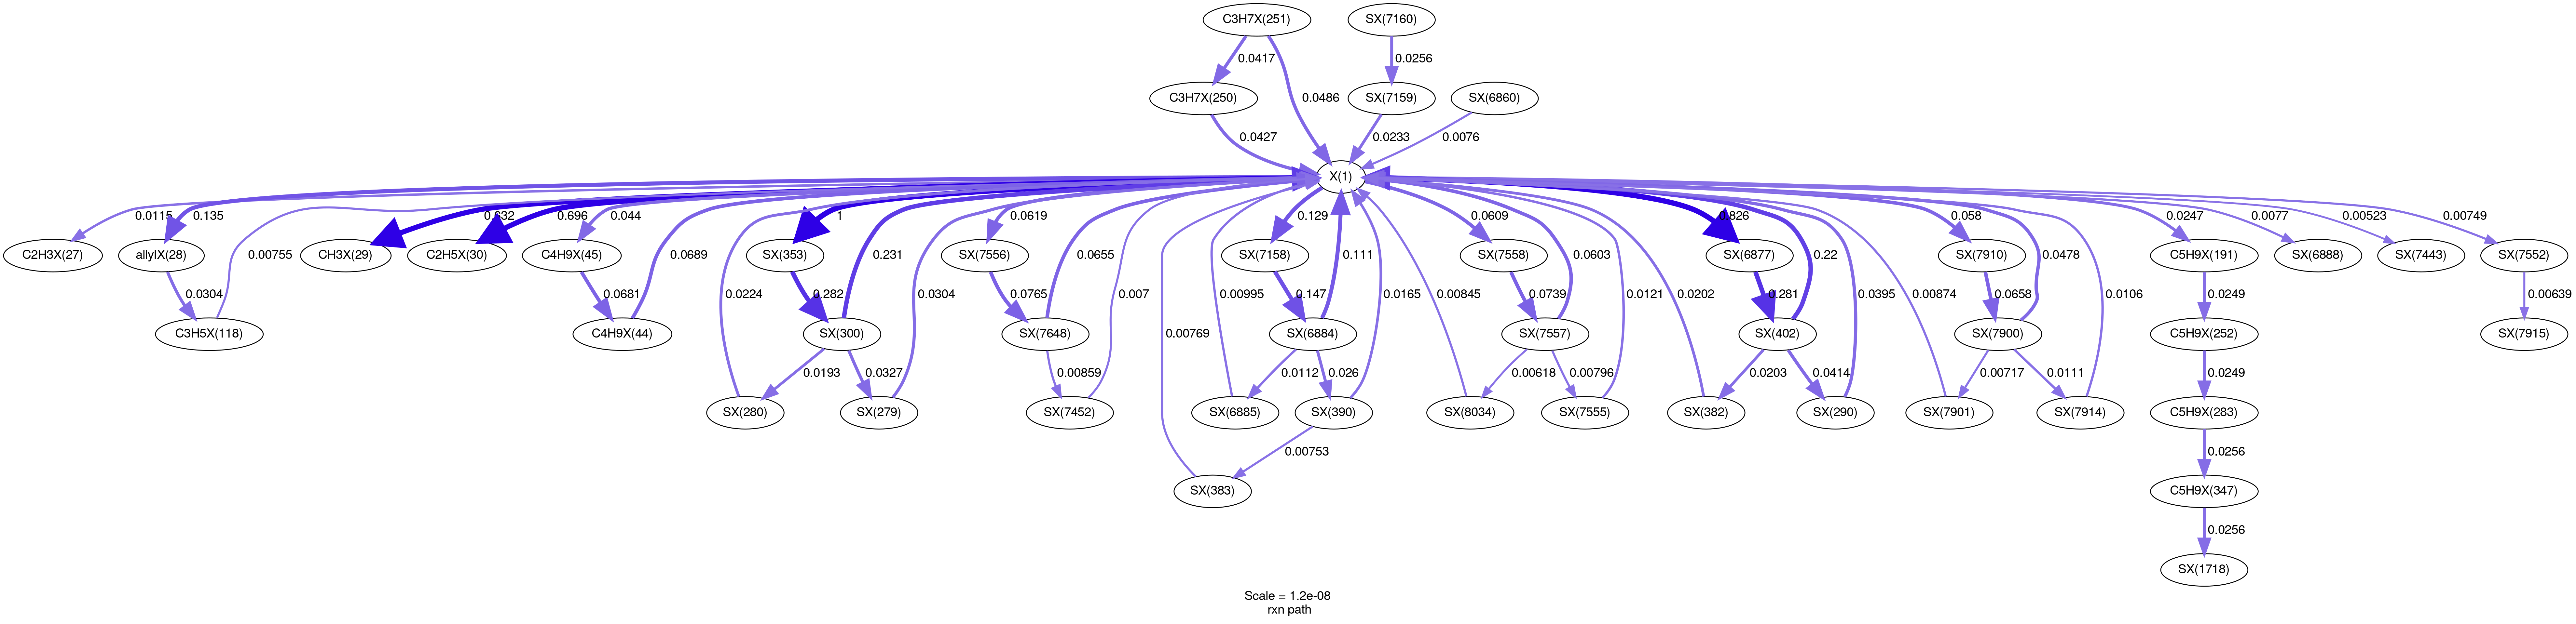 C3H7X(251)
SX(7160)
0.0417
0.0256
C3H7X(250)
SX(7159)
SX(6860)
0.0486
0.0427
0.0233
0.0076
X(1)
0.0115
0.135
0.632
0.696
0.044
1
0.0619
0.129
0.0609
0.826
0.058
0.0247
0.0077
0.00523
0.00749
C2H3X(27)
allylX(28)
0.00755
CH3X(29)
C2H5X(30)
C4H9X(45)
0.0689
SX(353)
0.231
SX(7556)
0.0655
SX(7158)
0.111
SX(7558)
0.0603
SX(6877)
0.22
SX(7910)
0.0478
C5H9X(191)
SX(6888)
SX(7443)
SX(7552)
0.0304
0.0681
0.0224
0.282
0.0304
0.0765
0.007
0.00995
0.147
0.0165
0.00845
0.0739
0.0121
0.0202
0.281
0.0395
0.00874
0.0658
0.0106
0.0249
0.00639
C3H5X(118)
C4H9X(44)
SX(300)
SX(7648)
0.00769
SX(6884)
SX(7557)
SX(402)
SX(7900)
C5H9X(252)
SX(7915)
0.0193
0.0327
0.00859
0.0112
0.026
0.00618
0.00796
0.0203
0.0414
0.00717
0.0111
0.0249
SX(280)
SX(279)
SX(7452)
SX(6885)
SX(390)
SX(8034)
SX(7555)
SX(382)
SX(290)
SX(7901)
SX(7914)
C5H9X(283)
0.00753
0.0256
SX(383)
C5H9X(347)
0.0256
SX(1718)
Scale = 1.2e-08
rxn path